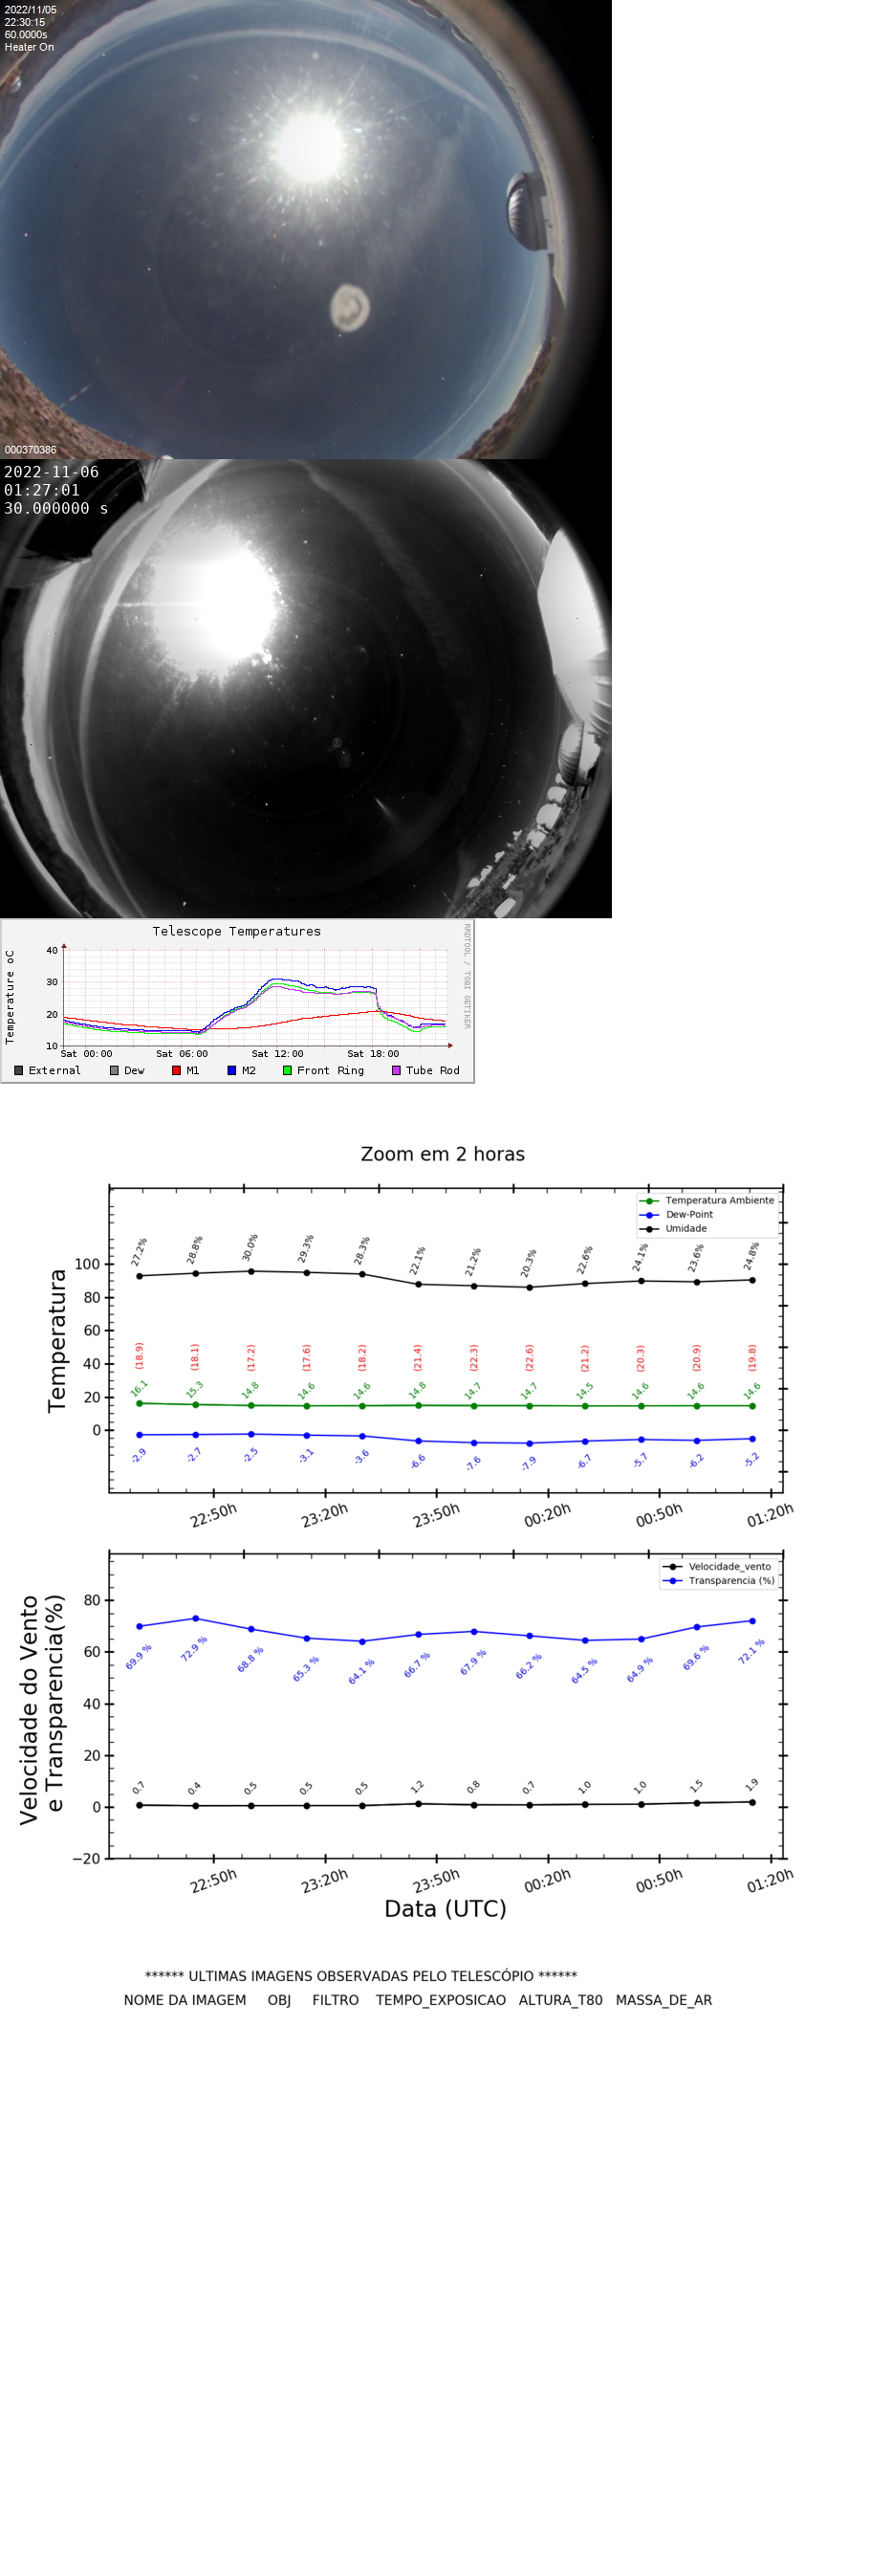 2022/11/05
22:30:15
60.0000s
Heater On
000370386
2022-11-06
01:27:01
30.000000 s
Telescope Temperatures
RRDTOOL / TOBI OETIKER
Temperature oC
40
30
20
10
Sat 00:00 Sat 06:00 Sat 12:00 Sat 18:00
External Dew M1 M2 Front Ring Tube Rod
Zoom em 2 horas
Temperatura Ambiente
Dew-Point
Umidade
Temperatura
100
80
60
40
20
0
27.2% 28.8% 30.0% 29.3% 28.3% 22.1% 21.2% 20.3% 22.6% 24.1% 23.6% 24.8%
(18.9) (18.1) (17.2) (17.6) (18.2) (21.4) (22.3) (22.6) (21.2) (20.3) (20.9) (19.8)
16.1 15.3 14.8 14.6 14.6 14.8 14.7 14.7 14.5 14.6 14.6 14.6
-2.9 -2.7 -2.5 -3.1 -3.6 -6.6 -7.6 -7.9 -6.7 -5.7 -6.2 -5.2
22:50h 23:20h 23:50h 00:20h 00:50h 01:20h
Velocidade_vento
Transparencia (%)
Velocidade do Vento
e Transparencia(%)
80
60
40
20
0
−20
69.9 % 72.9 % 68.8 % 65.3 % 64.1 % 66.7 % 67.9 % 66.2 % 64.5 % 64.9 % 69.6 % 72.1 %
0.7 0.4 0.5 0.5 0.5 1.2 0.8 0.7 1.0 1.0 1.5 1.9
22:50h 23:20h 23:50h 00:20h 00:50h 01:20h
Data (UTC)
****** ULTIMAS IMAGENS OBSERVADAS PELO TELESCÓPIO ******
NOME DA IMAGEM OBJ FILTRO TEMPO_EXPOSICAO ALTURA_T80 MASSA_DE_AR